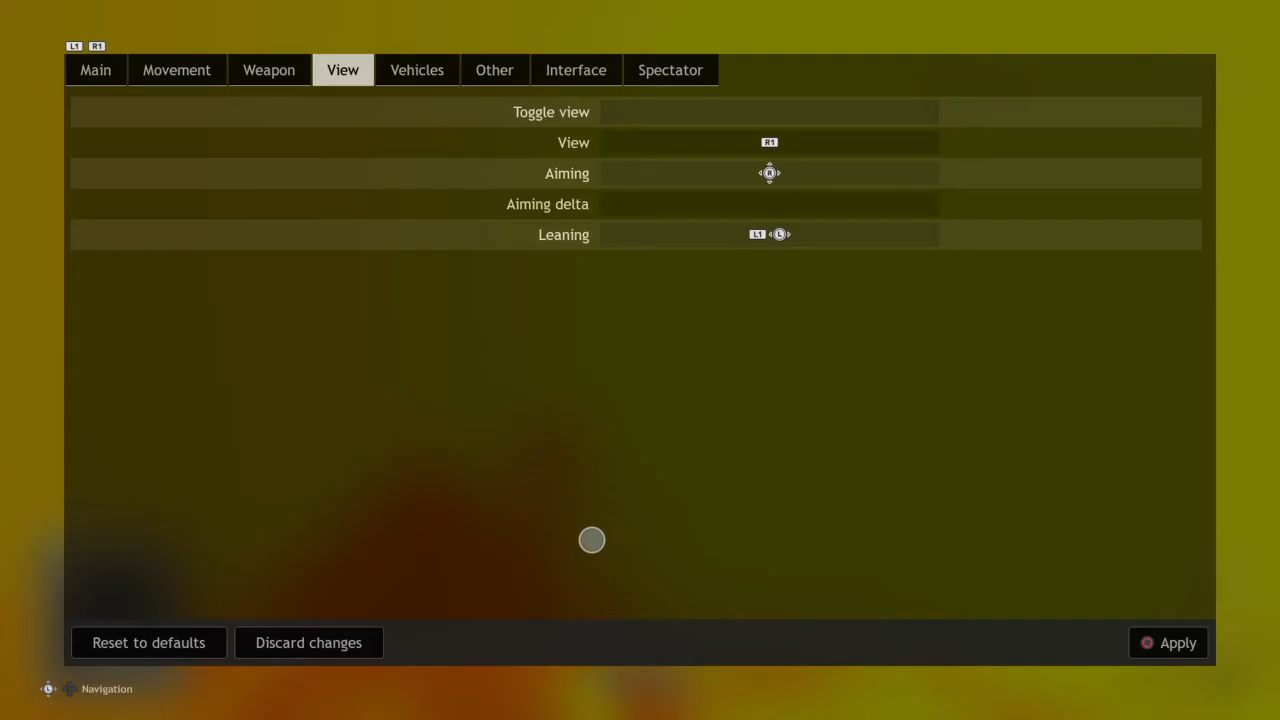 L1 R1
Main Movement Weapon View Vehicles Other Interface Spectator
Toggle view
View R1
Aiming R
Aiming delta
Leaning L1 L
Reset to defaults Discard changes Apply
L Navigation